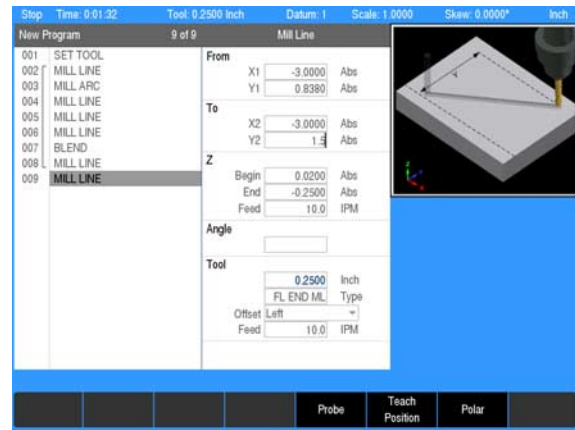 Stop Time: 0:01:32 Tool: 0.2500 Inch Datum: 1 Scale: 1.0000 Skew: 0.0000° Inch
New Program 9 of 9 Mill Line
001 SET TOOL
002 MILL LINE
003 MILL ARC
004 MILL LINE
005 MILL LINE
006 MILL LINE
007 BLEND
008 MILL LINE
009 MILL LINE
From
X1 -3.0000 Abs
Y1 0.8380 Abs
To
X2 -3.0000 Abs
Y2 1.5 Abs
Z
Begin 0.0200 Abs
End -0.2500 Abs
Feed 10.0 IPM
Angle
Tool
0.2500 Inch
FL END ML Type
Offset Left
Feed 10.0 IPM
Probe
Teach
Position
Polar